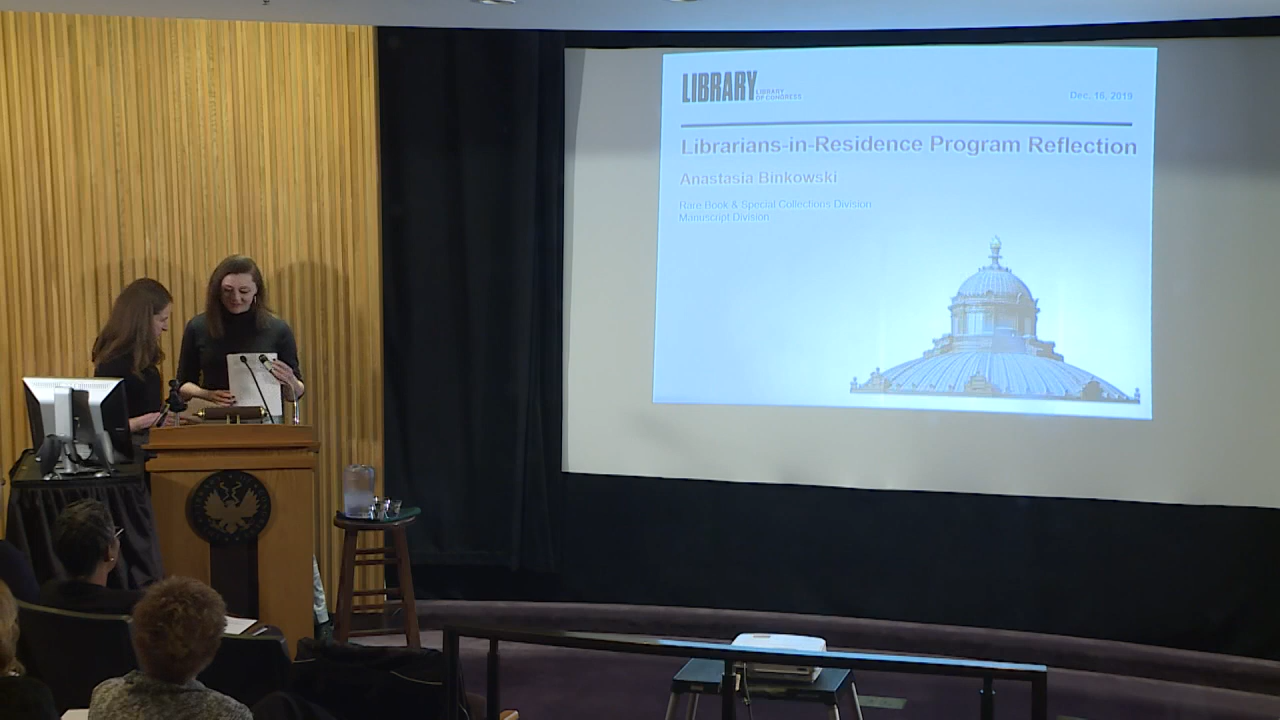 LIBRARY
LIBRARY
OF CONGRESS
Dec. 16, 2019
Librarians-in-Residence Program Reflection
Anastasia Binkowski
Rare Book & Special Collections Division
Manuscript Division